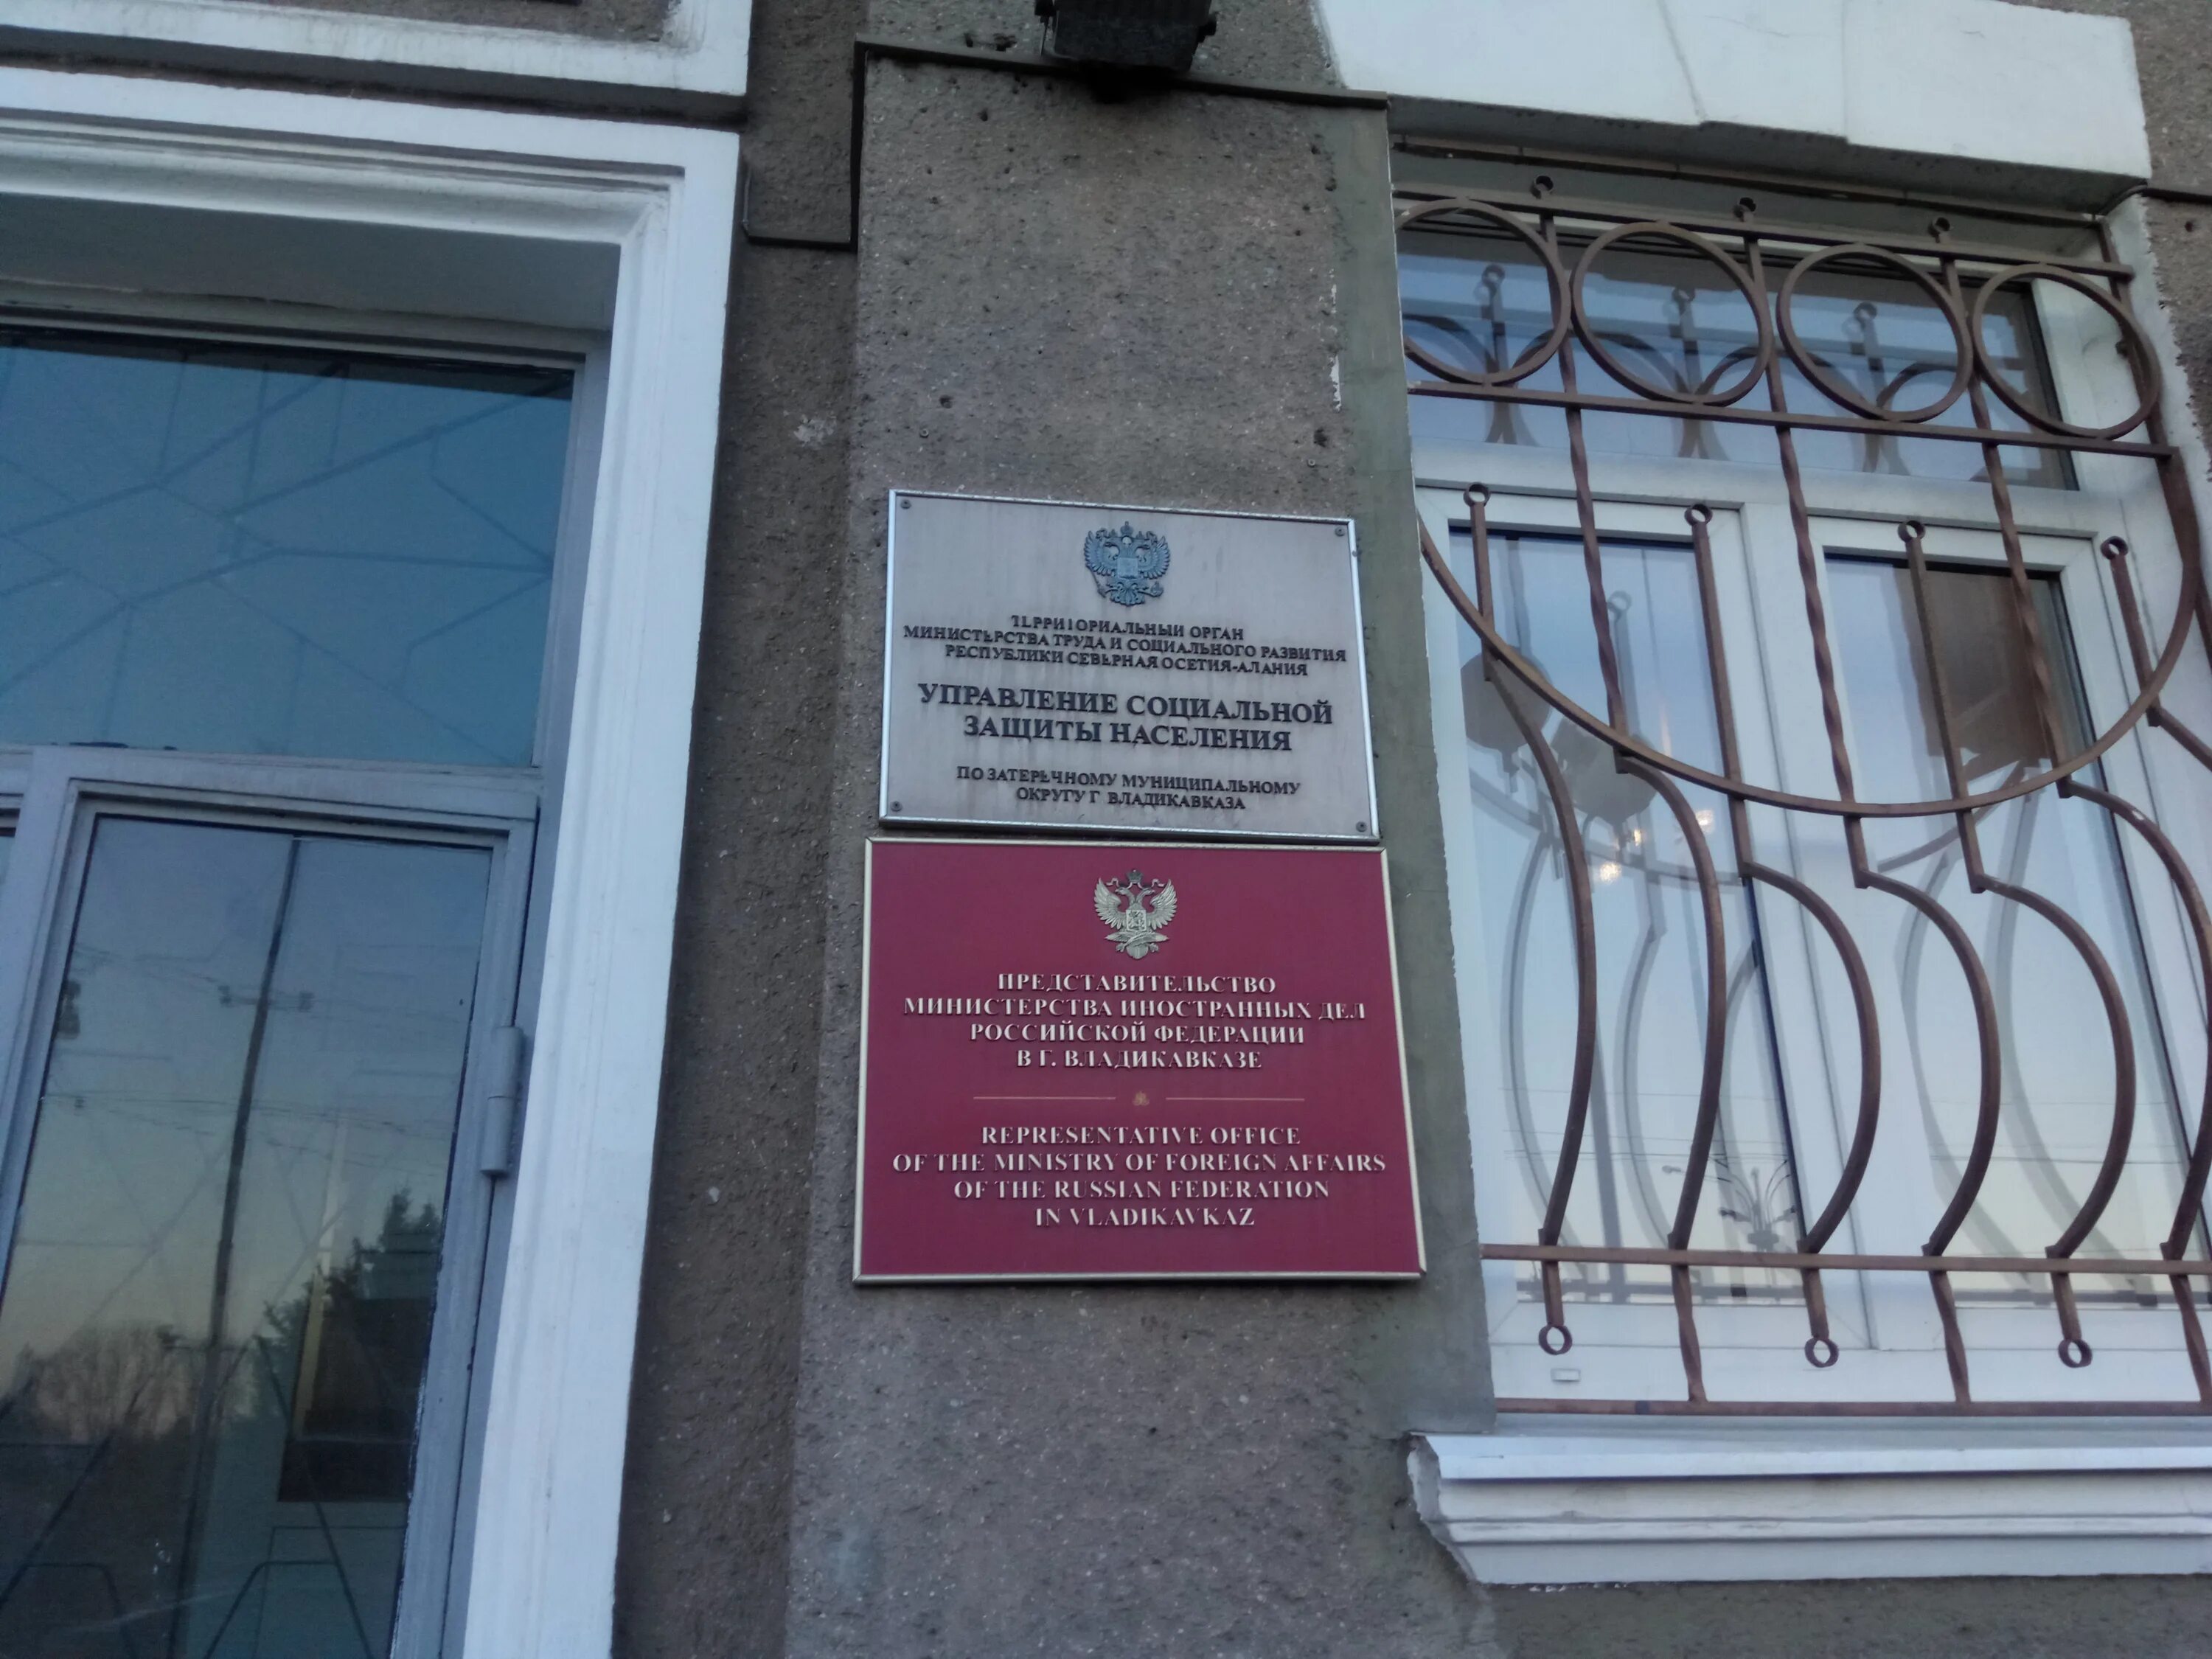 ТЕРРИТОРИАЛЬНЫЙ ОРГАН
МИНИСТЕРСТВА ТРУДА И СОЦИАЛЬНОГО РАЗВИТИЯ
РЕСПУБЛИКИ СЕВЕРНАЯ ОСЕТИЯ-АЛАНИЯ
УПРАВЛЕНИЕ СОЦИАЛЬНОЙ
ЗАЩИТЫ НАСЕЛЕНИЯ
ПО ЗАТЕРЕЧНОМУ МУНИЦИПАЛЬНОМУ
ОКРУГУ Г ВЛАДИКАВКАЗА
ПРЕДСТАВИТЕЛЬСТВО
МИНИСТЕРСТВА ИНОСТРАННЫХ ДЕЛ
РОССИЙСКОЙ ФЕДЕРАЦИИ
В Г. ВЛАДИКАВКАЗЕ
REPRESENTATIVE OFFICE
OF THE MINISTRY OF FOREIGN AFFAIRS
OF THE RUSSIAN FEDERATION
IN VLADIKAVKAZ